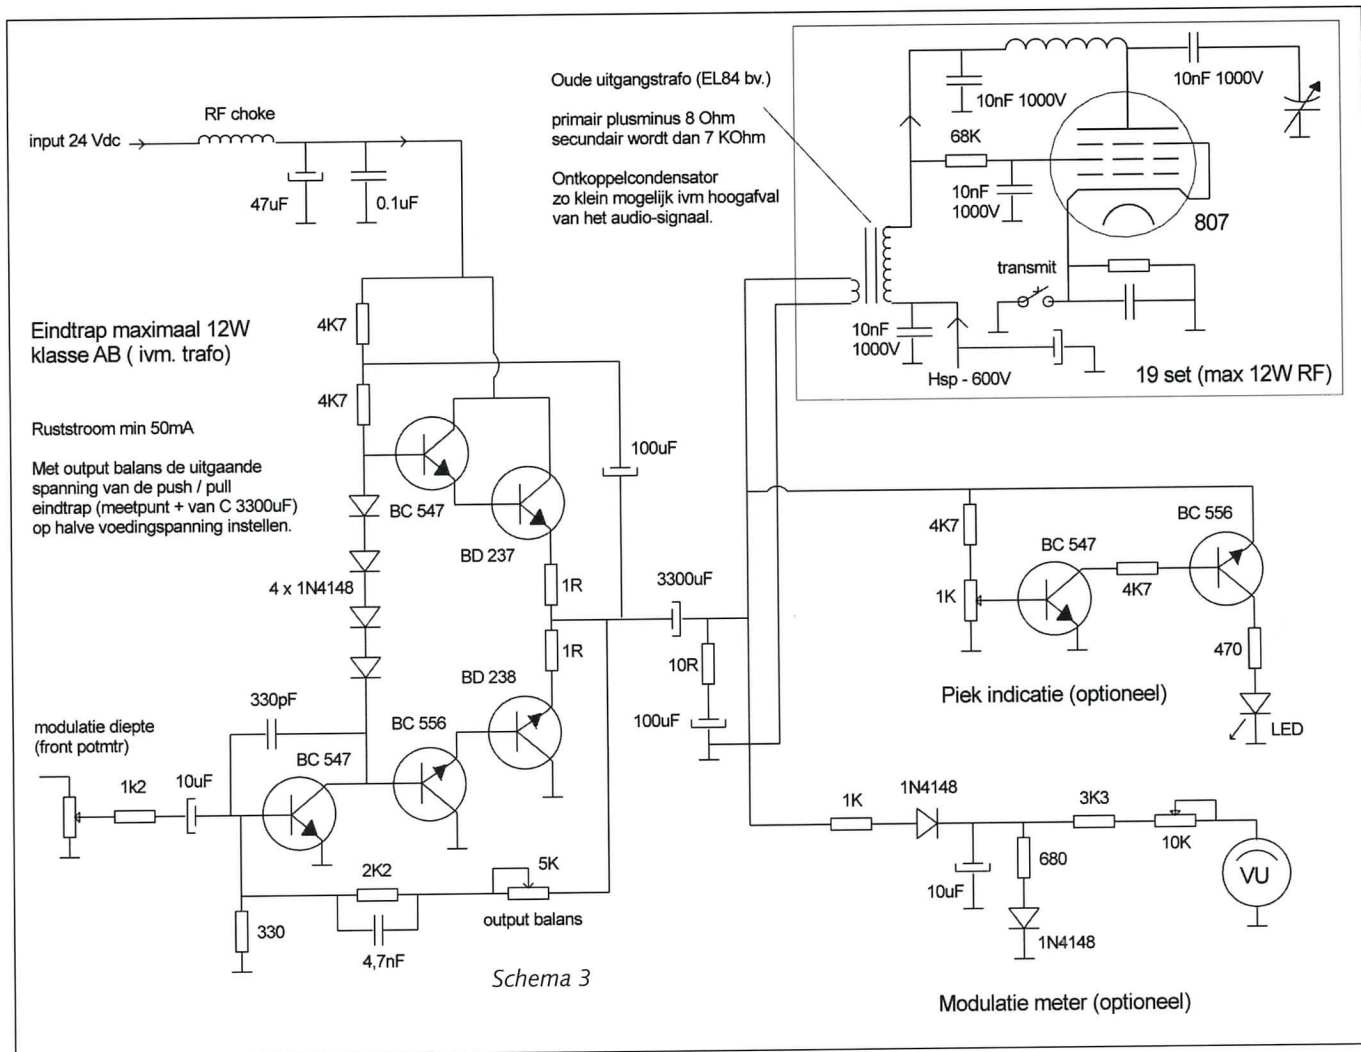 input 24 Vdc
RF choke
47uF
0.1uF
Oude uitgangstrafo (EL84 bv.)
primair plusminus 8 Ohm
secundair wordt dan 7 KOhm
Ontkoppelcondensator
zo klein mogelijk ivm hoogafval
van het audio-signaal.
10nF 1000V
10nF 1000V
68K
10nF
1000V
807
transmit
10nF
1000V
Hsp - 600V
19 set (max 12W RF)
Eindtrap maximaal 12W
klasse AB ( ivm. trafo)
Ruststroom min 50mA
Met output balans de uitgaande
spanning van de push / pull
eindtrap (meetpunt + van C 3300uF)
op halve voedingspanning instellen.
4K7
4K7
BC 547
BD 237
100uF
4 x 1N4148
1R
1R
3300uF
10R
100uF
BD 238
BC 556
330pF
modulatie diepte
(front potmtr)
1k2
10uF
BC 547
2K2
5K
output balans
330
4,7nF
Schema 3
4K7
1K
BC 547
4K7
BC 556
470
LED
Piek indicatie (optioneel)
1K
1N4148
3K3
10K
10uF
680
1N4148
VU
Modulatie meter (optioneel)